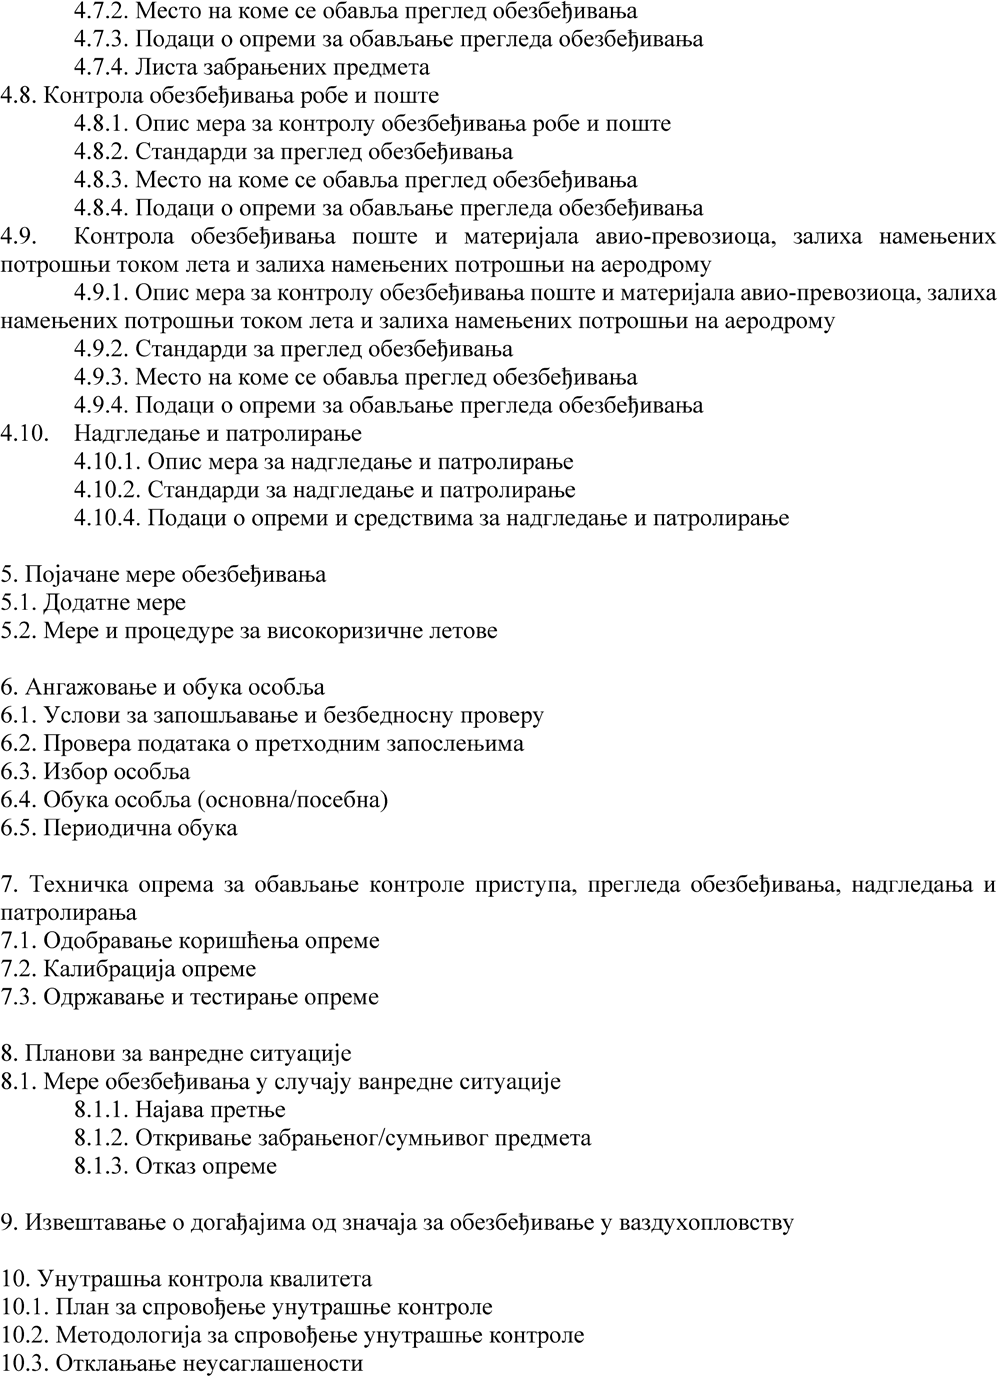 4.7.2. Место на коме се обавља преглед обезбеђивања
4.7.3. Подаци о опреми за обављање прегледа обезбеђивања
4.7.4. Листа забрањених предмета
4.8. Контрола обезбеђивања робе и поште
4.8.1. Опис мера за контролу обезбеђивања робе и поште
4.8.2. Стандарди за преглед обезбеђивања
4.8.3. Место на коме се обавља преглед обезбеђивања
4.8.4. Подаци о опреми за обављање прегледа обезбеђивања
4.9. Контрола обезбеђивања поште и материјала авио-превозиоца, залиха намењених
потрошњи током лета и залиха намењених потрошњи на аеродрому
4.9.1. Опис мера за контролу обезбеђивања поште и материјала авио-превозиоца, залиха
намењених потрошњи током лета и залиха намењених потрошњи на аеродрому
4.9.2. Стандарди за преглед обезбеђивања
4.9.3. Место на коме се обавља преглед обезбеђивања
4.9.4. Подаци о опреми за обављање прегледа обезбеђивања
4.10. Надгледање и патролирање
4.10.1. Опис мера за надгледање и патролирање
4.10.2. Стандарди за надгледање и патролирање
4.10.4. Подаци о опреми и средствима за надгледање и патролирање
5. Појачане мере обезбеђивања
5.1. Додатне мере
5.2. Мере и процедуре за високоризичне летове
6. Ангажовање и обука особља
6.1. Услови за запошљавање и безбедносну проверу
6.2. Провера података о претходним запослењима
6.3. Избор особља
6.4. Обука особља (основна/посебна)
6.5. Периодична обука
7. Техничка опрема за обављање контроле приступа, прегледа обезбеђивања, надгледања и
патролирања
7.1. Одобравање коришћења опреме
7.2. Калибрација опреме
7.3. Одржавање и тестирање опреме
8. Планови за ванредне ситуације
8.1. Мере обезбеђивања у случају ванредне ситуације
8.1.1. Најава претње
8.1.2. Откривање забрањеног/сумњивог предмета
8.1.3. Отказ опреме
9. Извештавање о догађајима од значаја за обезбеђивање у ваздухопловству
10. Унутрашња контрола квалитета
10.1. План за спровођење унутрашње контроле
10.2. Методологија за спровођење унутрашње контроле
10.3. Отклањање неусаглашености